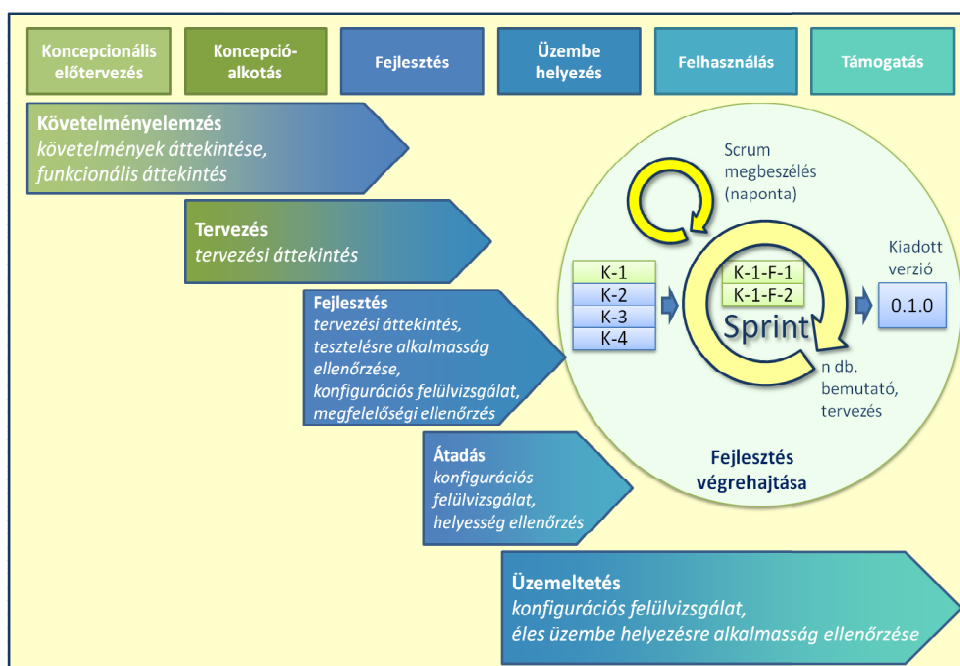 Koncepcionális
előtervezés
Koncepció-
alkotás
Fejlesztés
Üzembe
helyezés
Felhasználás
Támogatás
Követelményelemzés
követelmények áttekintése,
funkcionális áttekintés
Tervezés
tervezési áttekintés
Fejlesztés
tervezési áttekintés,
tesztelésre alkalmasság
ellenőrzése,
konfigurációs felülvizsgálat,
megfelelőségi ellenőrzés
Átadás
konfigurációs
felülvizsgálat,
helyesség ellenőrzés
Üzemeltetés
konfigurációs felülvizsgálat,
éles üzembe helyezésre alkalmasság ellenőrzése
Scrum
megbeszélés
(naponta)
K-1
K-2
K-3
K-4
K-1-F-1
K-1-F-2
Sprint
Kiadott
verzió
0.1.0
n db.
bemutató,
tervezés
Fejlesztés
végrehajtása